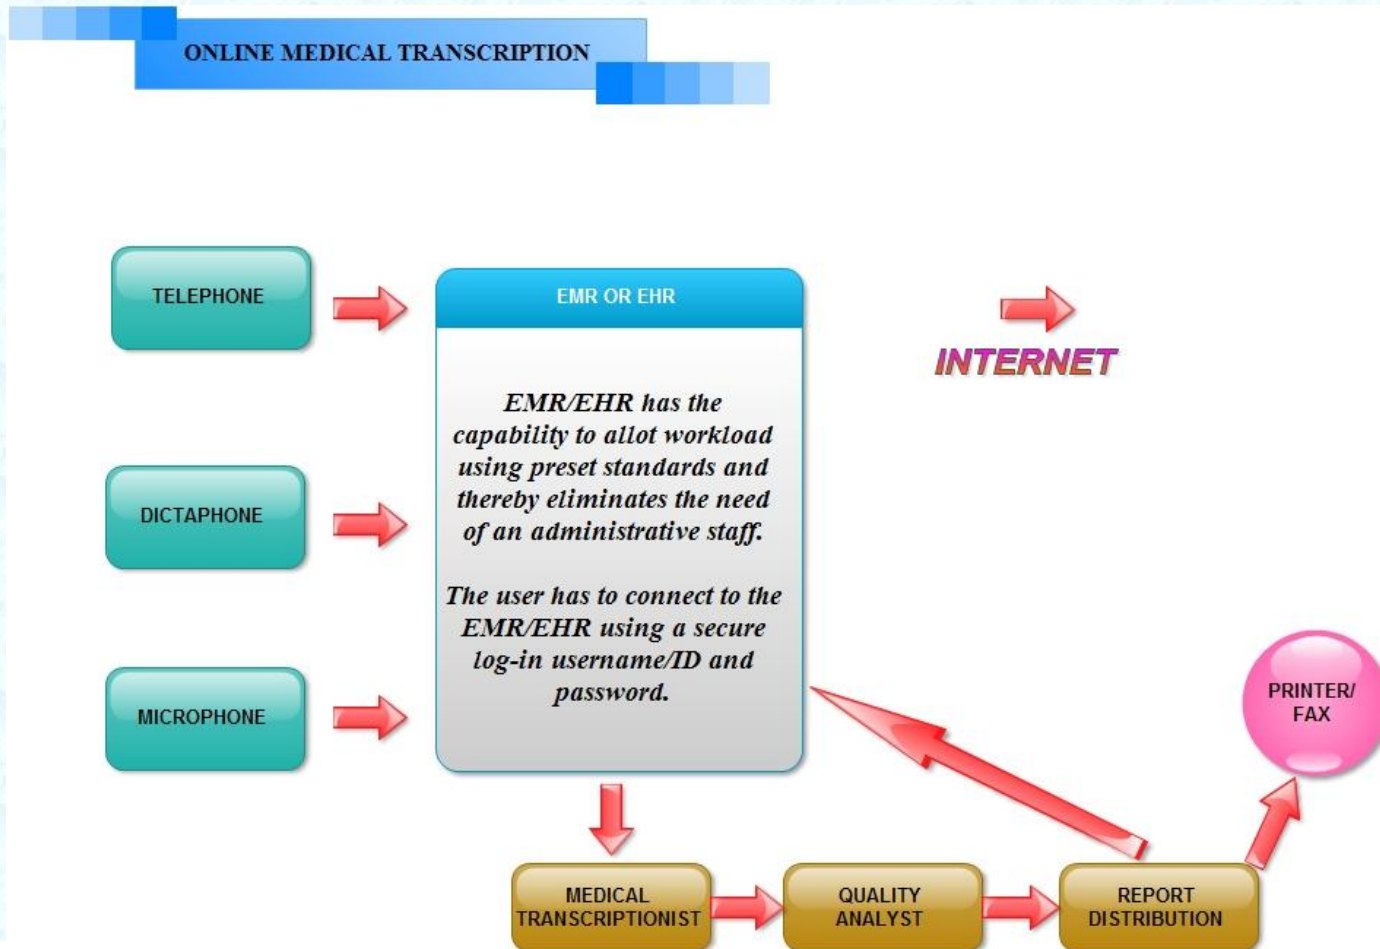 ONLINE MEDICAL TRANSCRIPTION
TELEPHONE
EMR OR EHR
INTERNET
EMR/EHR has the
capability to allot workload
using preset standards and
thereby eliminates the need
of an administrative staff.
The user has to connect to the
EMR/EHR using a secure
log-in username/ID and
password.
DICTAPHONE
MICROPHONE
PRINTER/
FAX
MEDICAL
TRANSCRIPTIONIST
QUALITY
ANALYST
REPORT
DISTRIBUTION